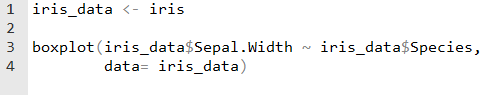 1 iris_data <- iris
2
3 boxplot(iris_data$Sepal.Width ~ iris_data$Species,
4         data= iris_data)